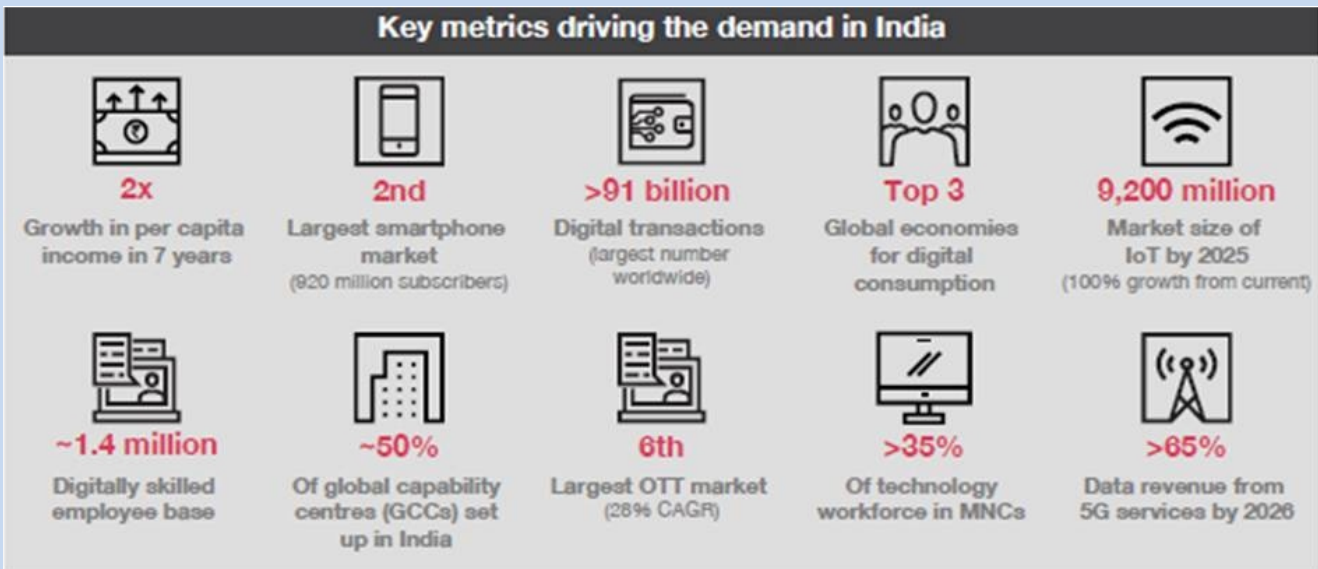 Key metrics driving the demand in India
2x
Growth in per capita
income in 7 years
2nd
Largest smartphone
market
(920 million subscribers)
>91 billion
Digital transactions
(largest number
worldwide)
Top 3
Global economies
for digital
consumption
9,200 million
Market size of
IoT by 2025
(100% growth from current)
~1.4 million
Digitally skilled
employee base
~50%
Of global capability
centres (GCCs) set
up in India
6th
Largest OTT market
(28% CAGR)
>35%
Of technology
workforce in MNCs
>65%
Data revenue from
5G services by 2026